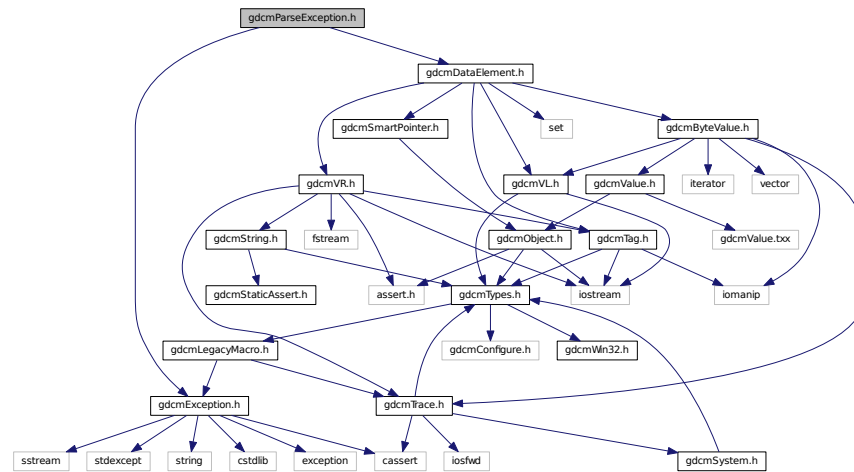 gdcmParseException.h
gdcmDataElement.h
gdcmSmartPointer.h
set
gdcmByteValue.h
gdcmVR.h
gdcmVL.h
gdcmValue.h
iterator
vector
gdcmString.h
fstream
gdcmObject.h
gdcmTag.h
gdcmValue.txx
gdcmStaticAssert.h
assert.h
gdcmTypes.h
iostream
iomanip
gdcmLegacyMacro.h
gdcmConfigure.h
gdcmWin32.h
gdcmException.h
gdcmTrace.h
sstream
stdexcept
string
cstdlib
exception
cassert
iosfwd
gdcmSystem.h